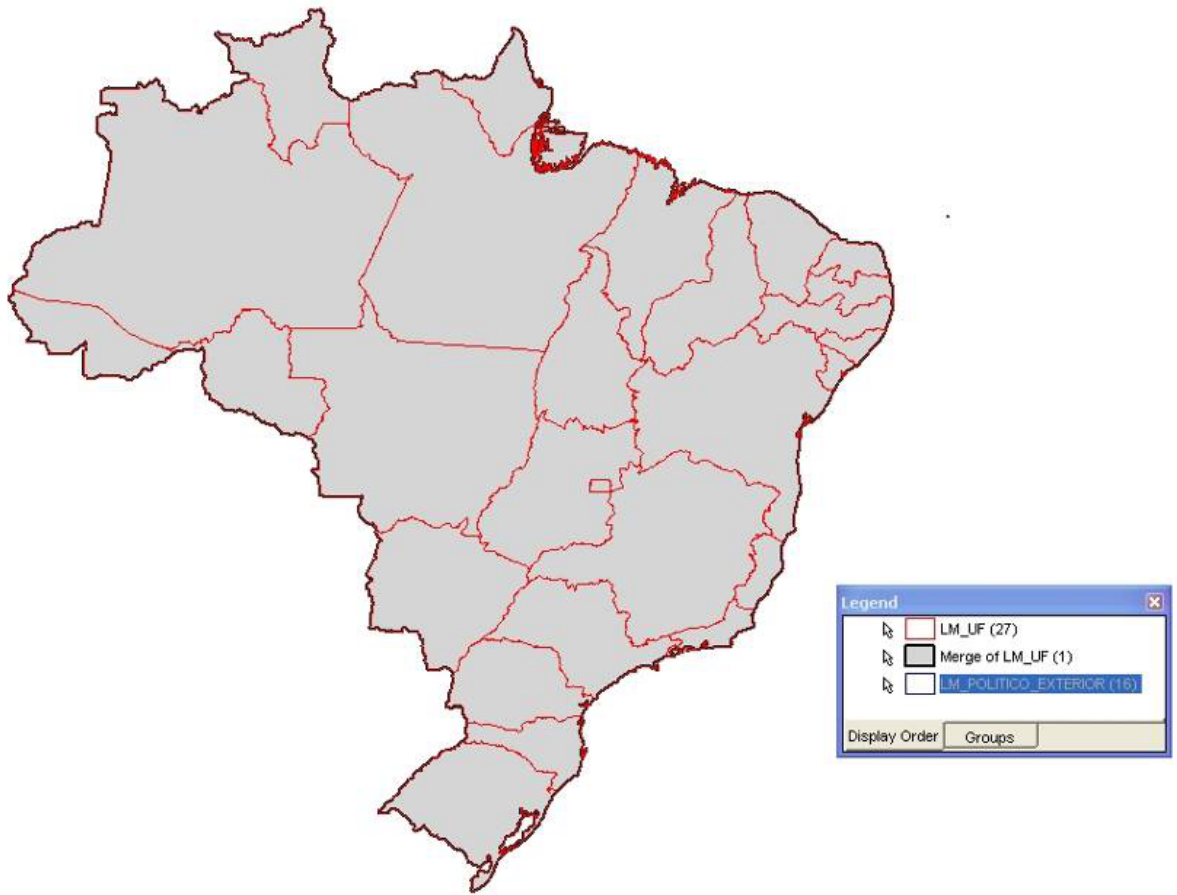 Legend
LM_UF (27)
Merge of LM_UF (1)
LM_POLITICO_EXTERIOR (16)
Display Order Groups